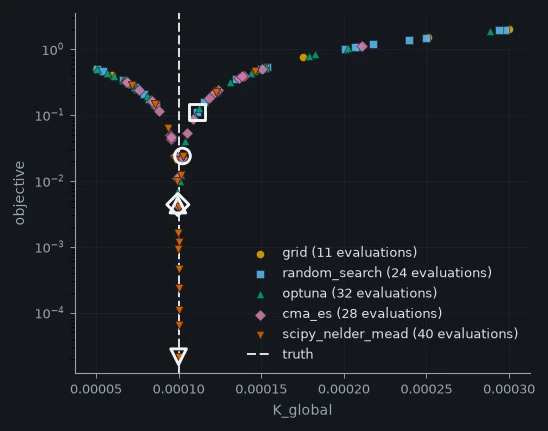 objective
10⁰
10⁻¹
10⁻²
10⁻³
10⁻⁴
grid (11 evaluations)
random_search (24 evaluations)
optuna (32 evaluations)
cma_es (28 evaluations)
scipy_nelder_mead (40 evaluations)
truth
0.00005 0.00010 0.00015 0.00020 0.00025 0.00030
K_global